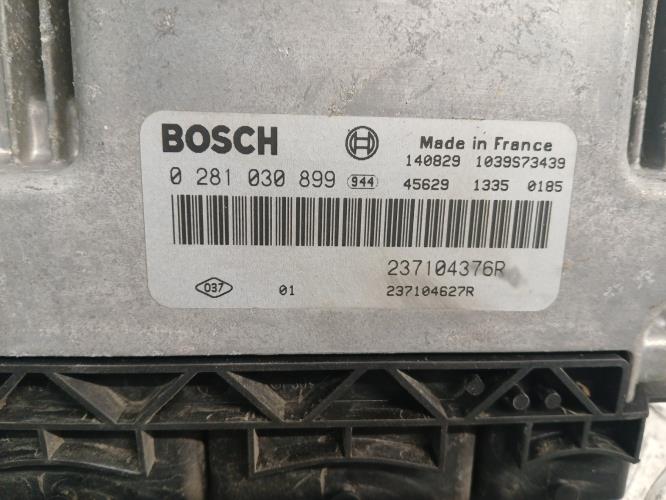 BOSCH
Made in France
140829 1039S73439
0 281 030 899 944 45629 1335 0185
237104376R
037 01 237104627R